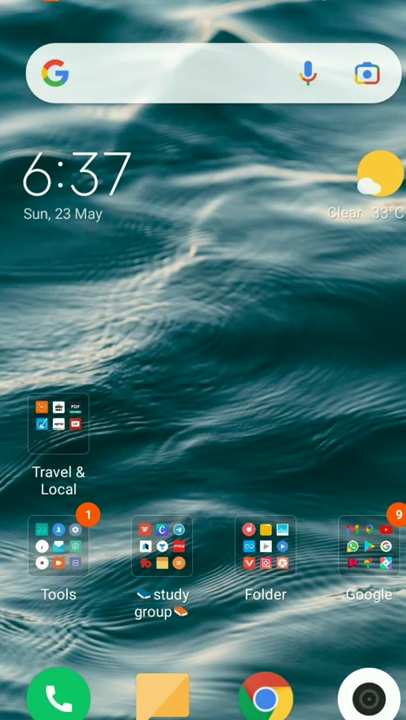 6:37
Sun, 23 May
Clear 33°C
Travel &
Local
1
9
Tools
📘study
group📙
Folder
Google